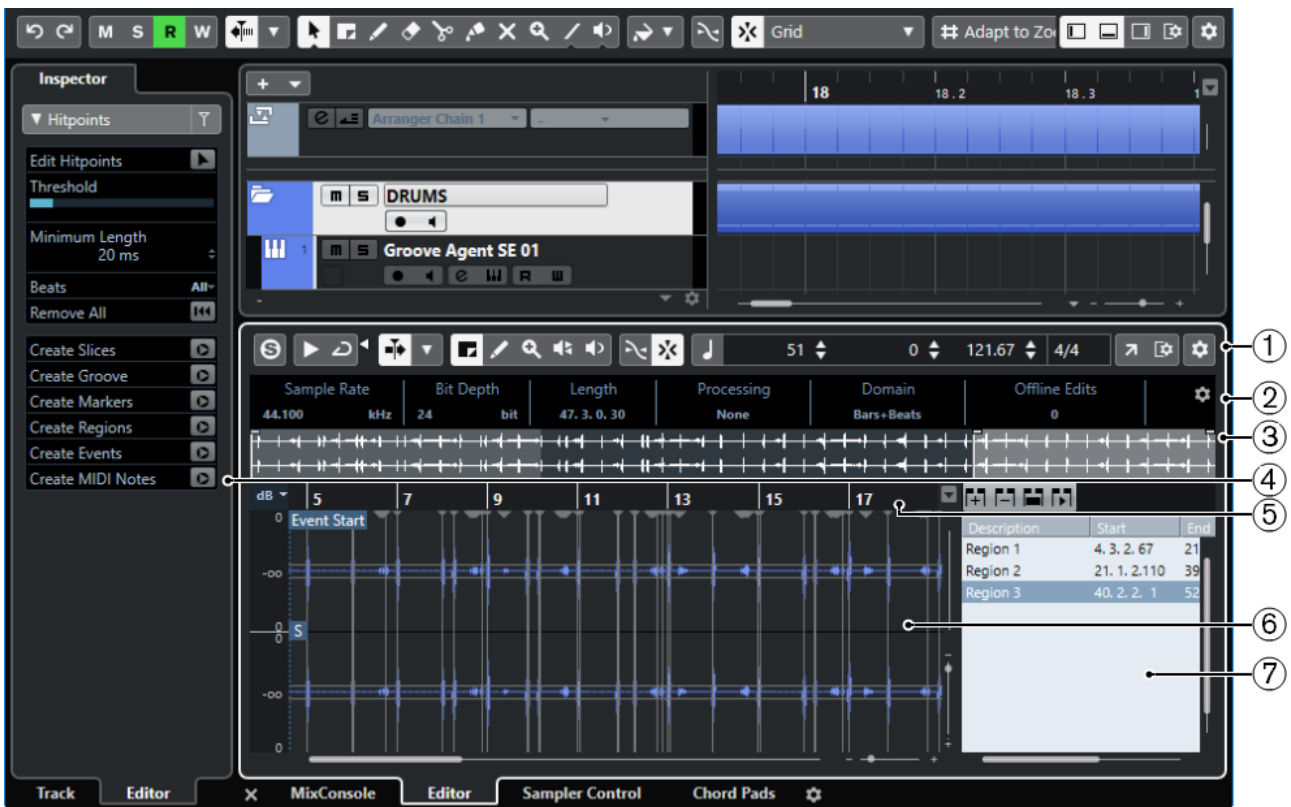 M S R W Grid Adapt to Zo
Inspector
Hitpoints
Edit Hitpoints
Threshold
Minimum Length
20 ms
Beats All
Remove All
Create Slices
Create Groove
Create Markers
Create Regions
Create Events
Create MIDI Notes
18 18.2 18.3 1
e Arranger Chain 1 -
m S DRUMS
1 m S Groove Agent SE 01
e R W
-
51 0 121.67 4/4
Sample Rate Bit Depth Length Processing Domain Offline Edits
44.100 kHz 24 bit 47. 3. 0. 30 None Bars+Beats 0
dB 5 7 9 11 13 15 17
0 Event Start
-∞
0
0
S
-∞
0
Description Start End
Region 1 4. 3. 2. 67 21
Region 2 21. 1. 2.110 39
Region 3 40. 2. 2. 1 52
1
2
3
4
5
6
7
Track Editor MixConsole Editor Sampler Control Chord Pads